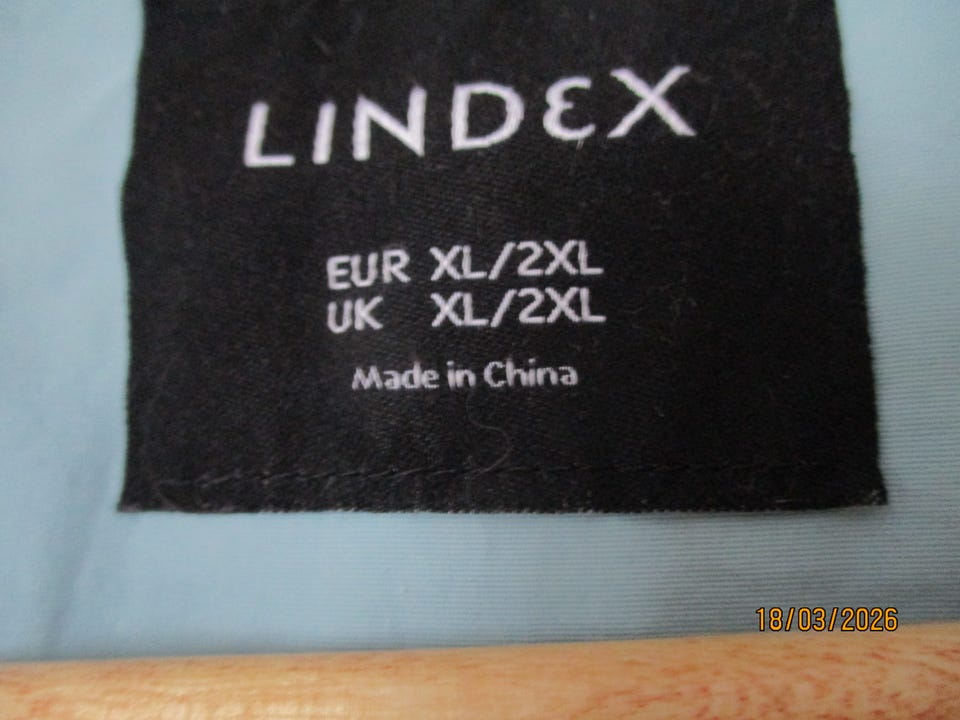 LINDEX
EUR XL/2XL
UK XL/2XL
Made in China
18/03/2026